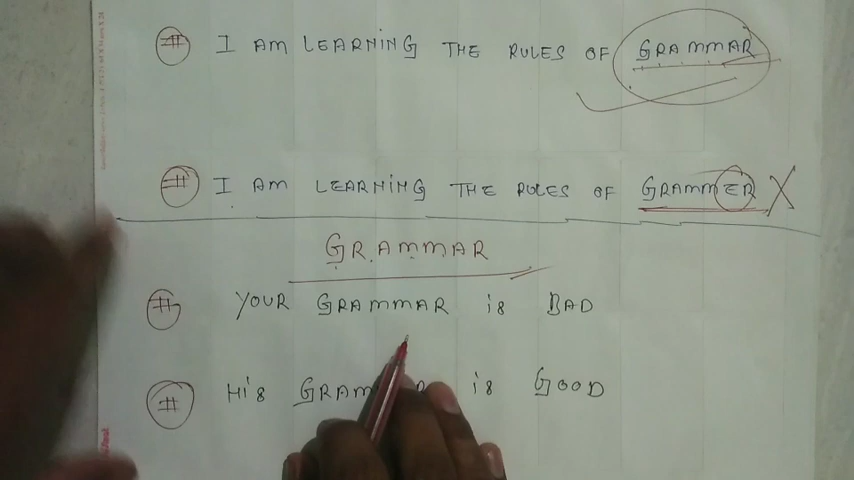 # I AM LEARNING THE RULES OF GRAMMAR
# I AM LEARNING THE RULES OF GRAMMER X
GRAMMAR
# YOUR GRAMMAR is BAD
# His is GOOD